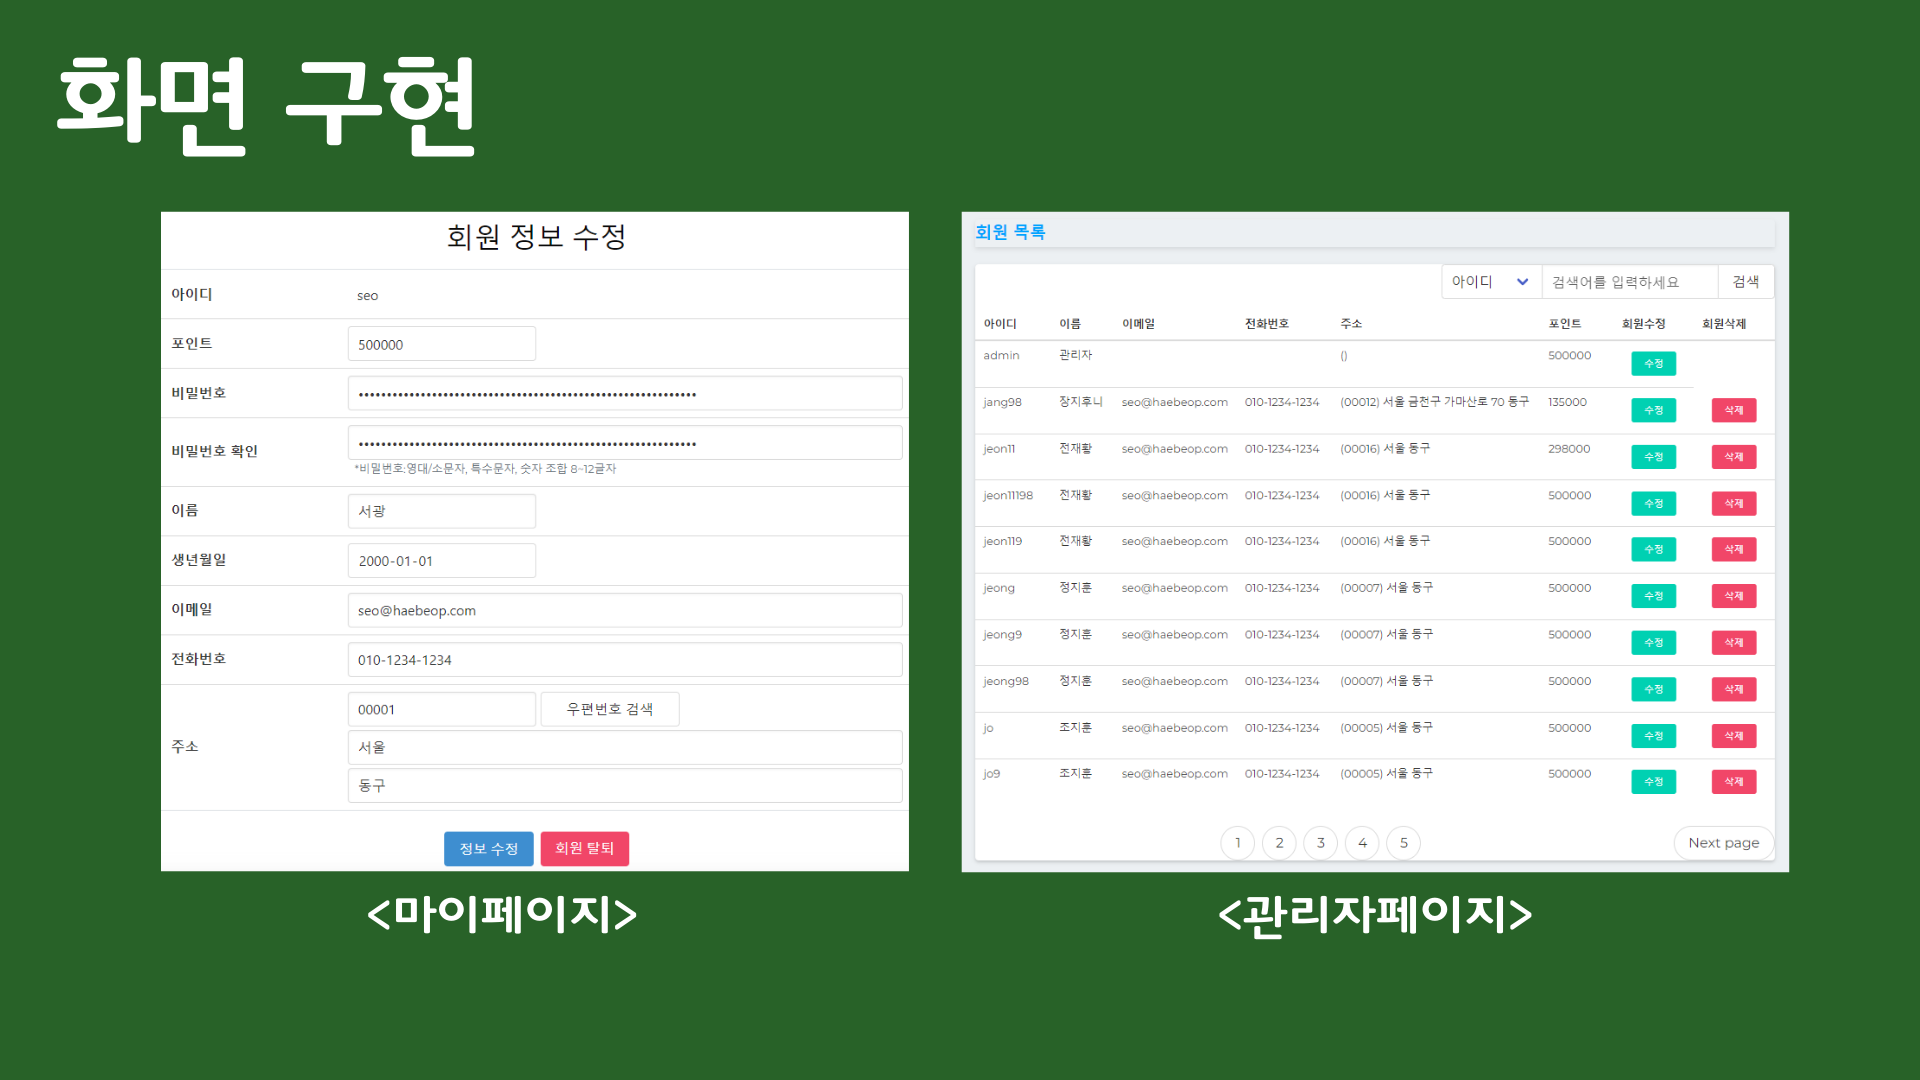 화면 구현
회원 정보 수정
아이디 seo
포인트 500000
비밀번호 ••••••••••••••••••••••••••••••••••••••••••••••••••••••••••••
비밀번호 확인 ••••••••••••••••••••••••••••••••••••••••••••••••••••••••••••
*비밀번호:영대/소문자, 특수문자, 숫자 조합 8~12글자
이름 서광
생년월일 2000-01-01
이메일 seo@haebeop.com
전화번호 010-1234-1234
주소 00001 우편번호 검색
서울
동구
정보 수정 회원 탈퇴
<마이페이지>
회원 목록
아이디 검색어를 입력하세요 검색
아이디 이름 이메일 전화번호 주소 포인트 회원수정 회원삭제
admin 관리자 () 500000 수정
jang98 장지후니 seo@haebeop.com 010-1234-1234 (00012) 서울 금전구 가마산로 70 동구 135000 수정 삭제
jeon11 전재황 seo@haebeop.com 010-1234-1234 (00016) 서울 동구 298000 수정 삭제
jeon11198 전재황 seo@haebeop.com 010-1234-1234 (00016) 서울 동구 500000 수정 삭제
jeon119 전재황 seo@haebeop.com 010-1234-1234 (00016) 서울 동구 500000 수정 삭제
jeong 정지훈 seo@haebeop.com 010-1234-1234 (00007) 서울 동구 500000 수정 삭제
jeong9 정지훈 seo@haebeop.com 010-1234-1234 (00007) 서울 동구 500000 수정 삭제
jeong98 정지훈 seo@haebeop.com 010-1234-1234 (00007) 서울 동구 500000 수정 삭제
jo 조지훈 seo@haebeop.com 010-1234-1234 (00005) 서울 동구 500000 수정 삭제
jo9 조지훈 seo@haebeop.com 010-1234-1234 (00005) 서울 동구 500000 수정 삭제
1 2 3 4 5 Next page
<관리자페이지>